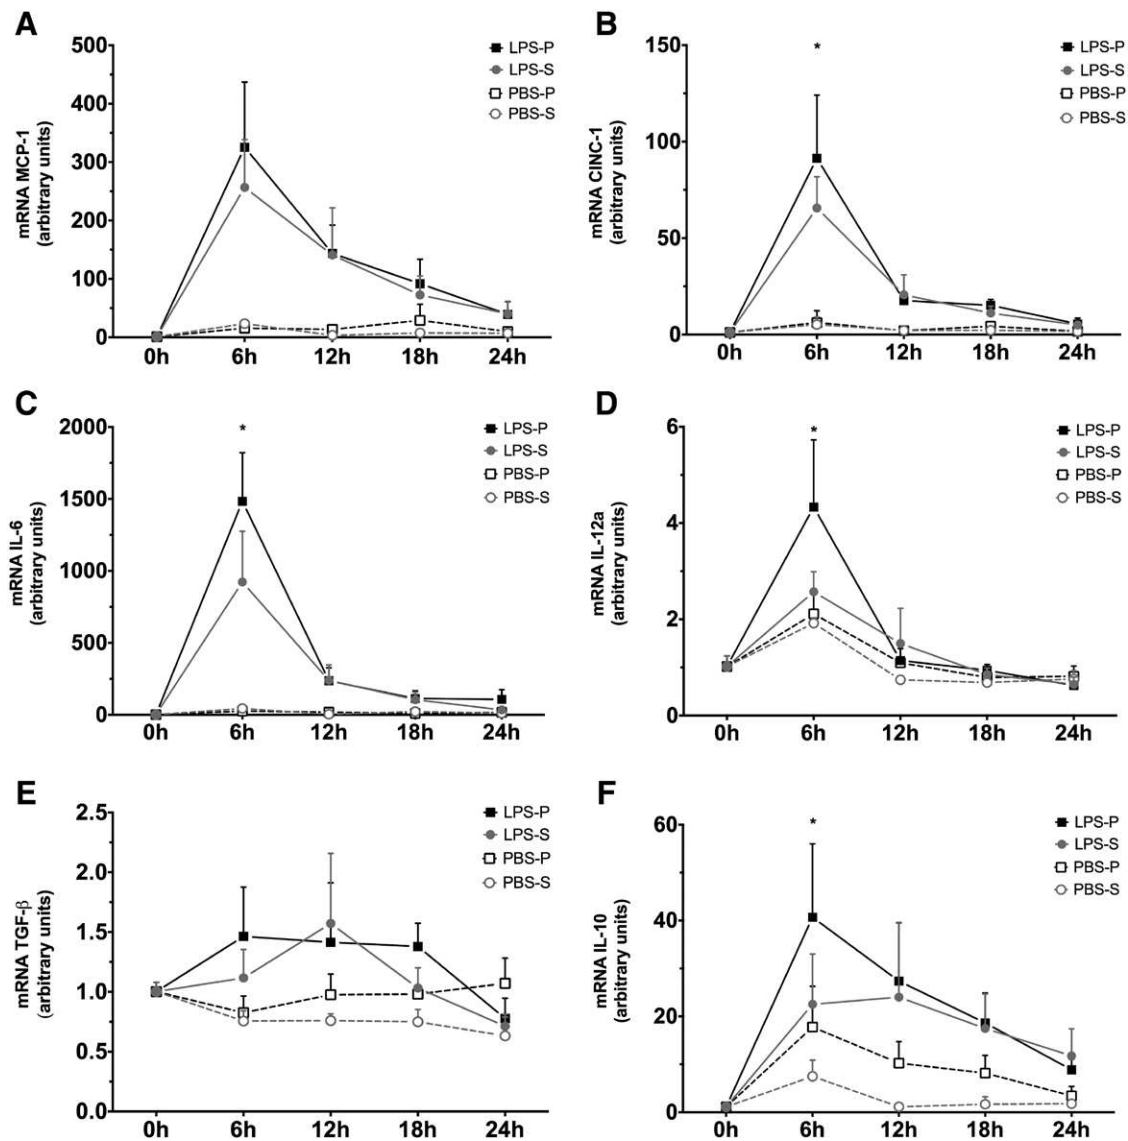 A
mRNA MCP-1
(arbitrary units)
500
400
300
200
100
0
0h 6h 12h 18h 24h
LPS-P
LPS-S
PBS-P
PBS-S
B
mRNA CINC-1
(arbitrary units)
150
100
50
0
*
0h 6h 12h 18h 24h
LPS-P
LPS-S
PBS-P
PBS-S
C
mRNA IL-6
(arbitrary units)
2000
1500
1000
500
0
*
0h 6h 12h 18h 24h
LPS-P
LPS-S
PBS-P
PBS-S
D
mRNA IL-12a
(arbitrary units)
6
4
2
0
*
0h 6h 12h 18h 24h
LPS-P
LPS-S
PBS-P
PBS-S
E
mRNA TGF-β
(arbitrary units)
2.5
2.0
1.5
1.0
0.5
0.0
0h 6h 12h 18h 24h
LPS-P
LPS-S
PBS-P
PBS-S
F
mRNA IL-10
(arbitrary units)
60
40
20
0
*
0h 6h 12h 18h 24h
LPS-P
LPS-S
PBS-P
PBS-S